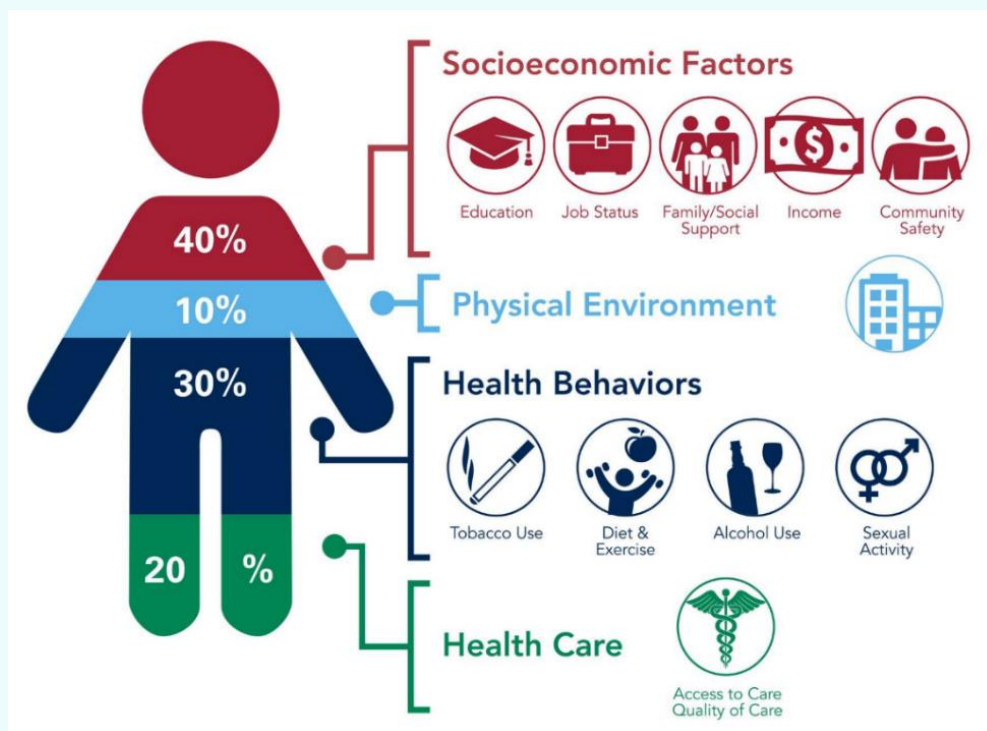 Socioeconomic Factors
$
Education
Job Status
Family/Social
Support
Income
Community
Safety
40%
10%
Physical Environment
30%
Health Behaviors
Tobacco Use
Diet &
Exercise
Alcohol Use
Sexual
Activity
20 %
Health Care
Access to Care
Quality of Care